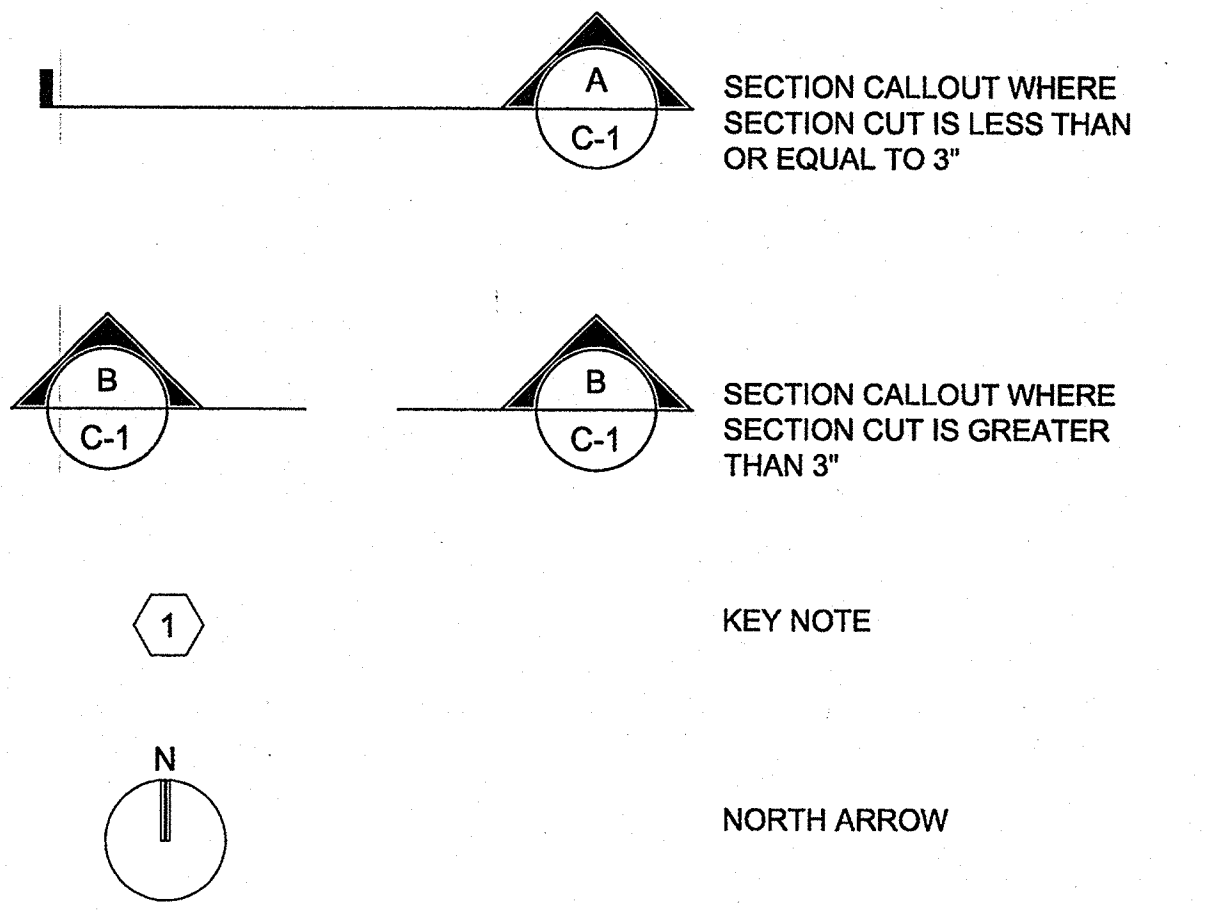 A
C-1
SECTION CALLOUT WHERE
SECTION CUT IS LESS THAN
OR EQUAL TO 3"
B
C-1
B
C-1
SECTION CALLOUT WHERE
SECTION CUT IS GREATER
THAN 3"
1
KEY NOTE
N
NORTH ARROW